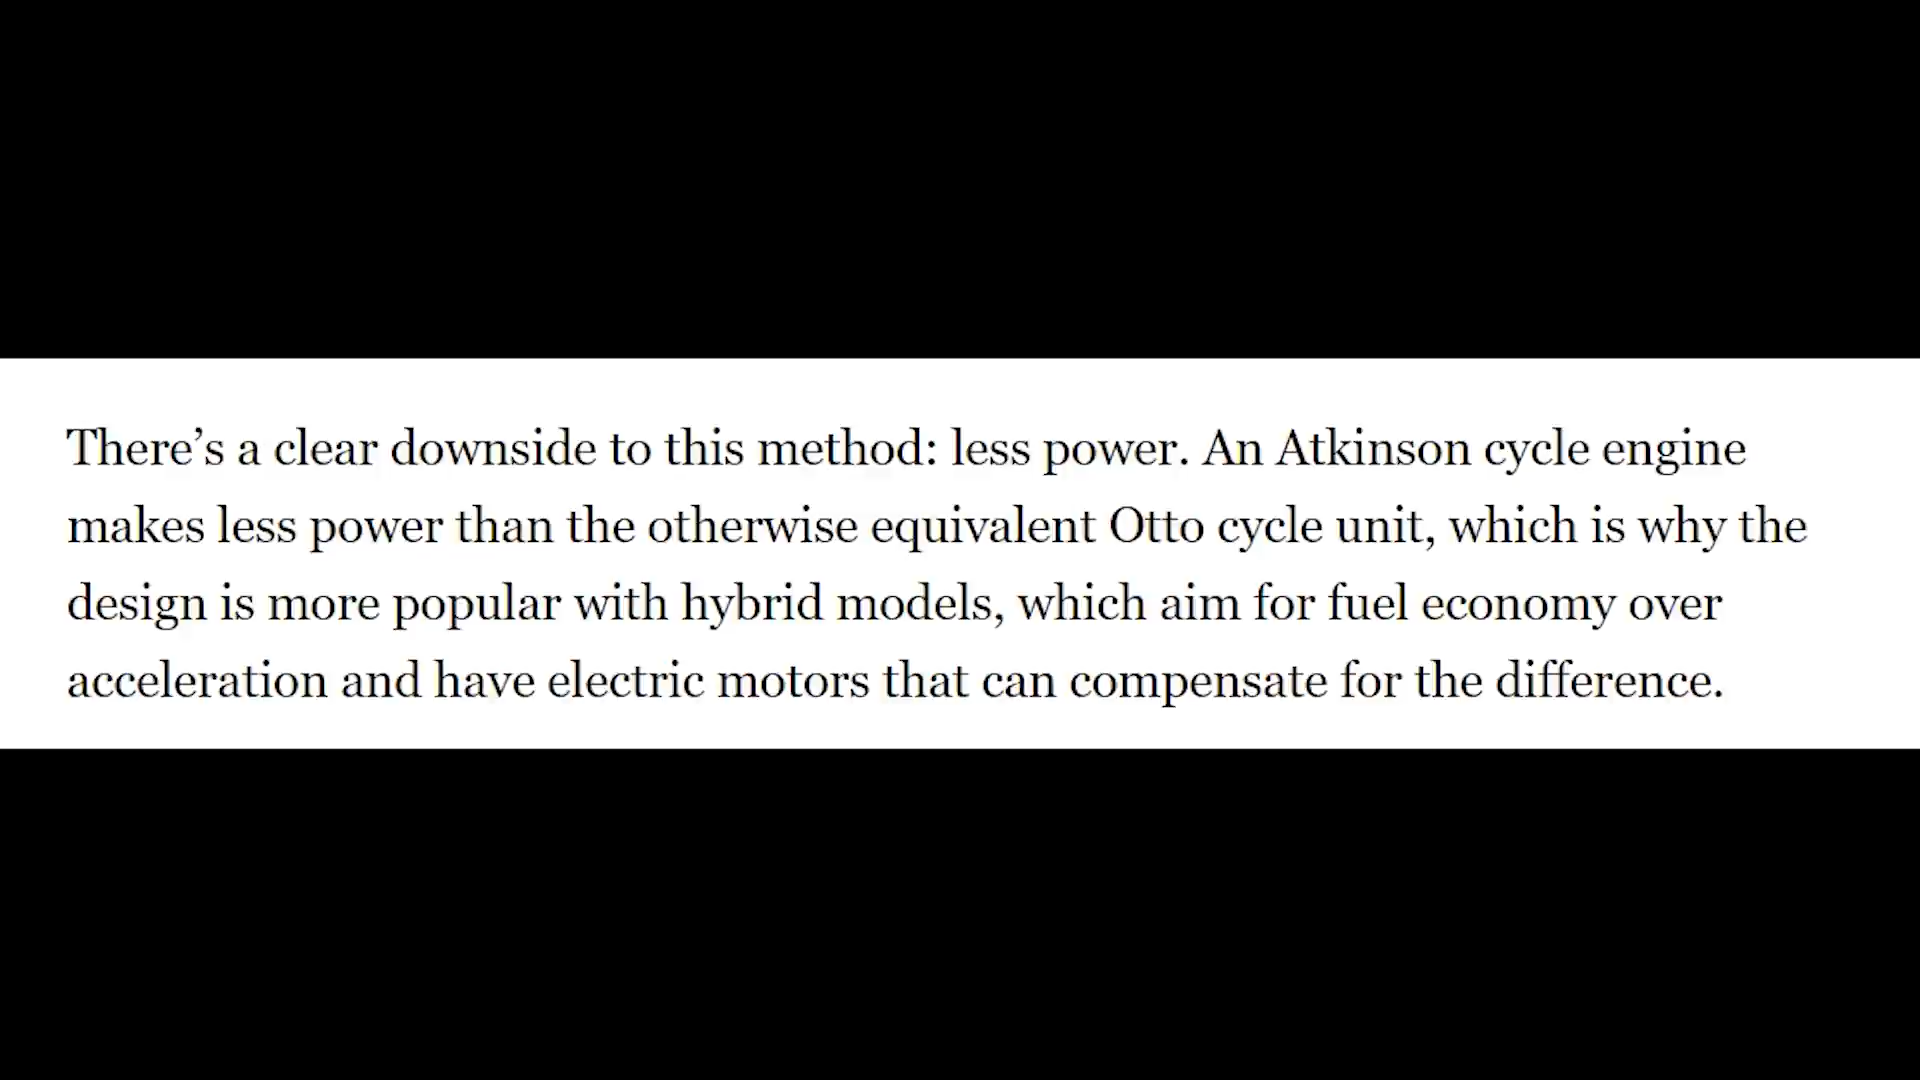 There’s a clear downside to this method: less power. An Atkinson cycle engine
makes less power than the otherwise equivalent Otto cycle unit, which is why the
design is more popular with hybrid models, which aim for fuel economy over
acceleration and have electric motors that can compensate for the difference.